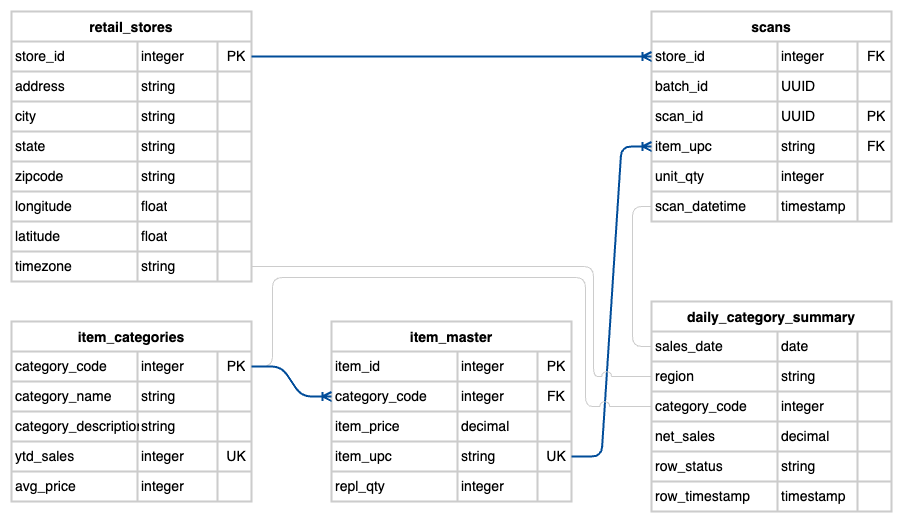 retail_stores
store_id integer PK
address string
city string
state string
zipcode string
longitude float
latitude float
timezone string
scans
store_id integer FK
batch_id UUID
scan_id UUID PK
item_upc string FK
unit_qty integer
scan_datetime timestamp
item_categories
category_code integer PK
category_name string
category_description string
ytd_sales integer UK
avg_price integer
item_master
item_id integer PK
category_code integer FK
item_price decimal
item_upc string UK
repl_qty integer
daily_category_summary
sales_date date
region string
category_code integer
net_sales decimal
row_status string
row_timestamp timestamp